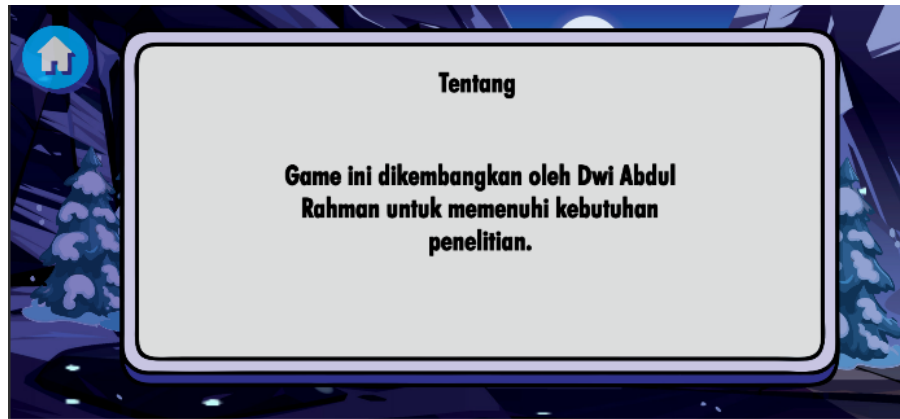 Tentang
Game ini dikembangkan oleh Dwi Abdul
Rahman untuk memenuhi kebutuhan
penelitian.